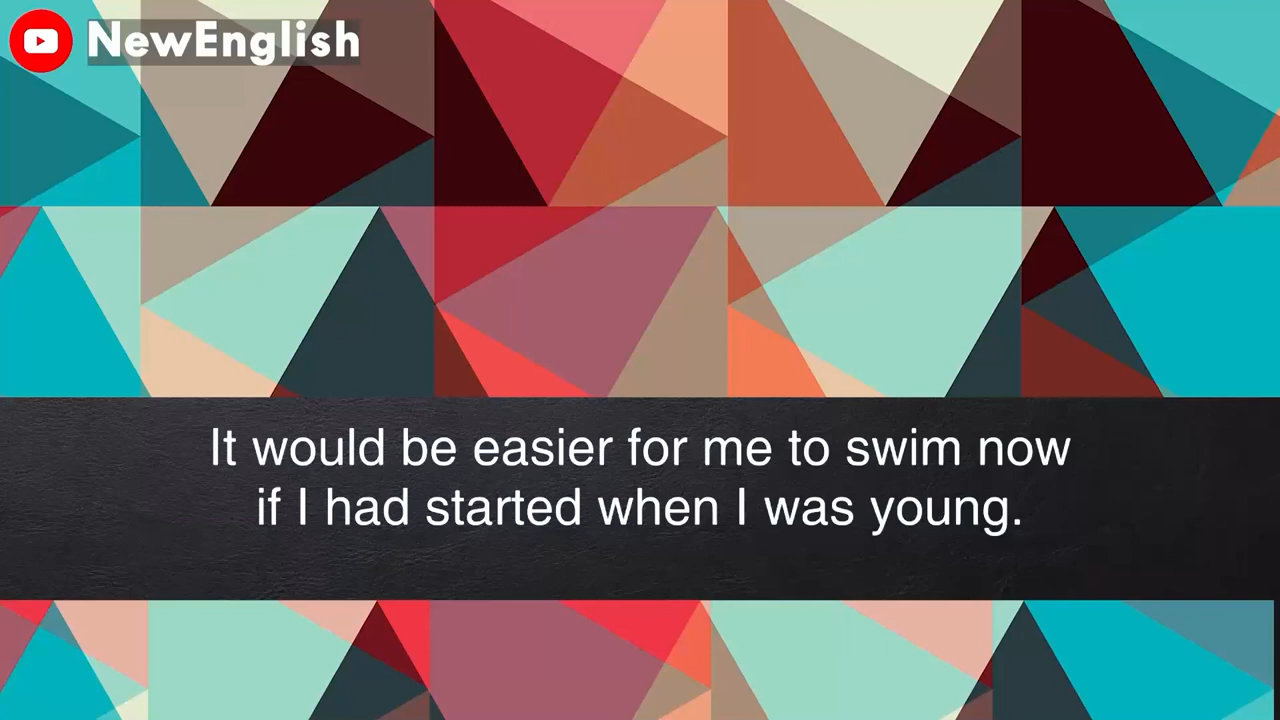 NewEnglish
It would be easier for me to swim now
if I had started when I was young.